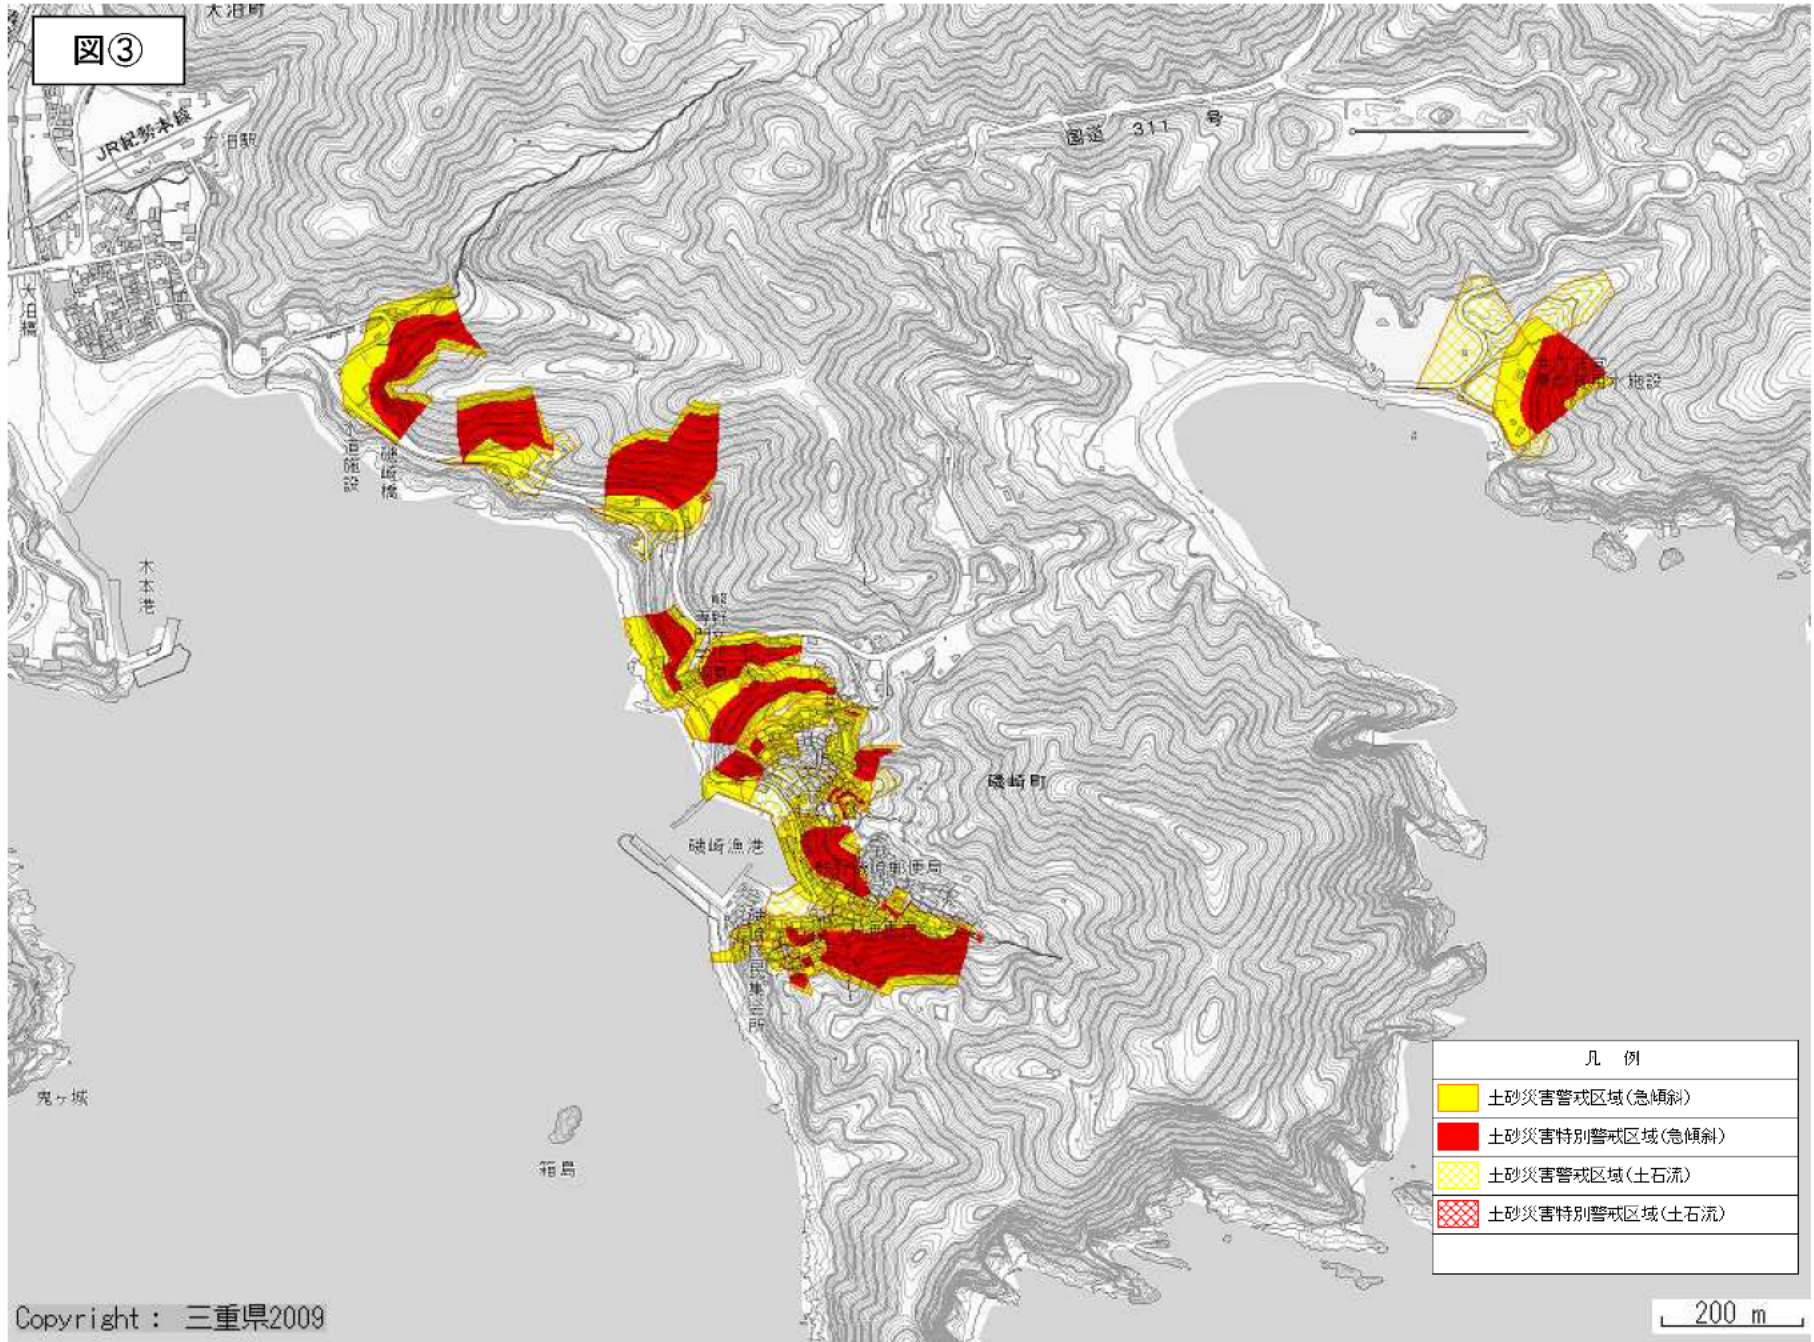 大泊町
図③
JR紀勢本線
大泊駅
国道 311 号
大泊橋
水道施設
磯崎橋
木本港
磯崎町
磯崎漁港
鬼ヶ城
箱島
凡 例
土砂災害警戒区域(急傾斜)
土砂災害特別警戒区域(急傾斜)
土砂災害警戒区域(土石流)
土砂災害特別警戒区域(土石流)
Copyright : 三重県2009
200 m